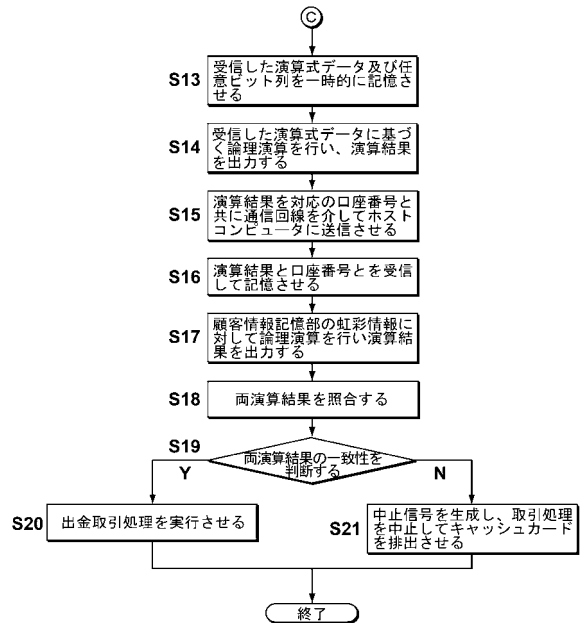 C
S13
受信した演算式データ及び任
意ビット列を一時的に記憶さ
せる
S14
受信した演算式データに基づ
く論理演算を行い、演算結果
を出力する
S15
演算結果を対応の口座番号と
共に通信回線を介してホスト
コンピュータに送信させる
S16
演算結果と口座番号とを受信
して記憶させる
S17
顧客情報記憶部の虹彩情報に
対して論理演算を行い演算結
果を出力する
S18
両演算結果を照合する
S19
両演算結果の一致性を
判断する
Y
N
S20
出金取引処理を実行させる
S21
中止信号を生成し、取引処理
を中止してキャッシュカード
を排出させる
終了